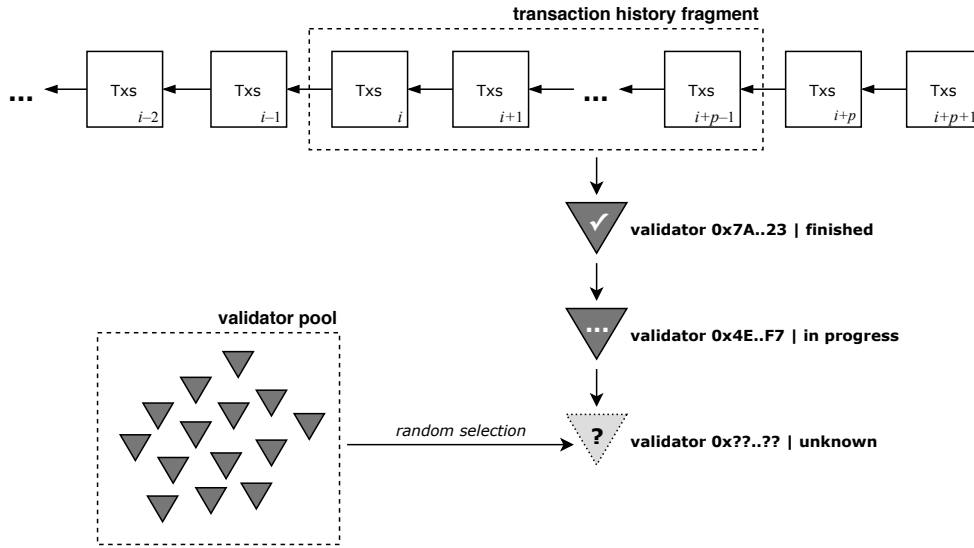 transaction history fragment
... Txs Txs Txs Txs ... Txs Txs Txs
i–2 i–1 i i+1 i+p–1 i+p i+p+1
✓ validator 0x7A..23 | finished
... validator 0x4E..F7 | in progress
validator pool
random selection
? validator 0x??..?? | unknown